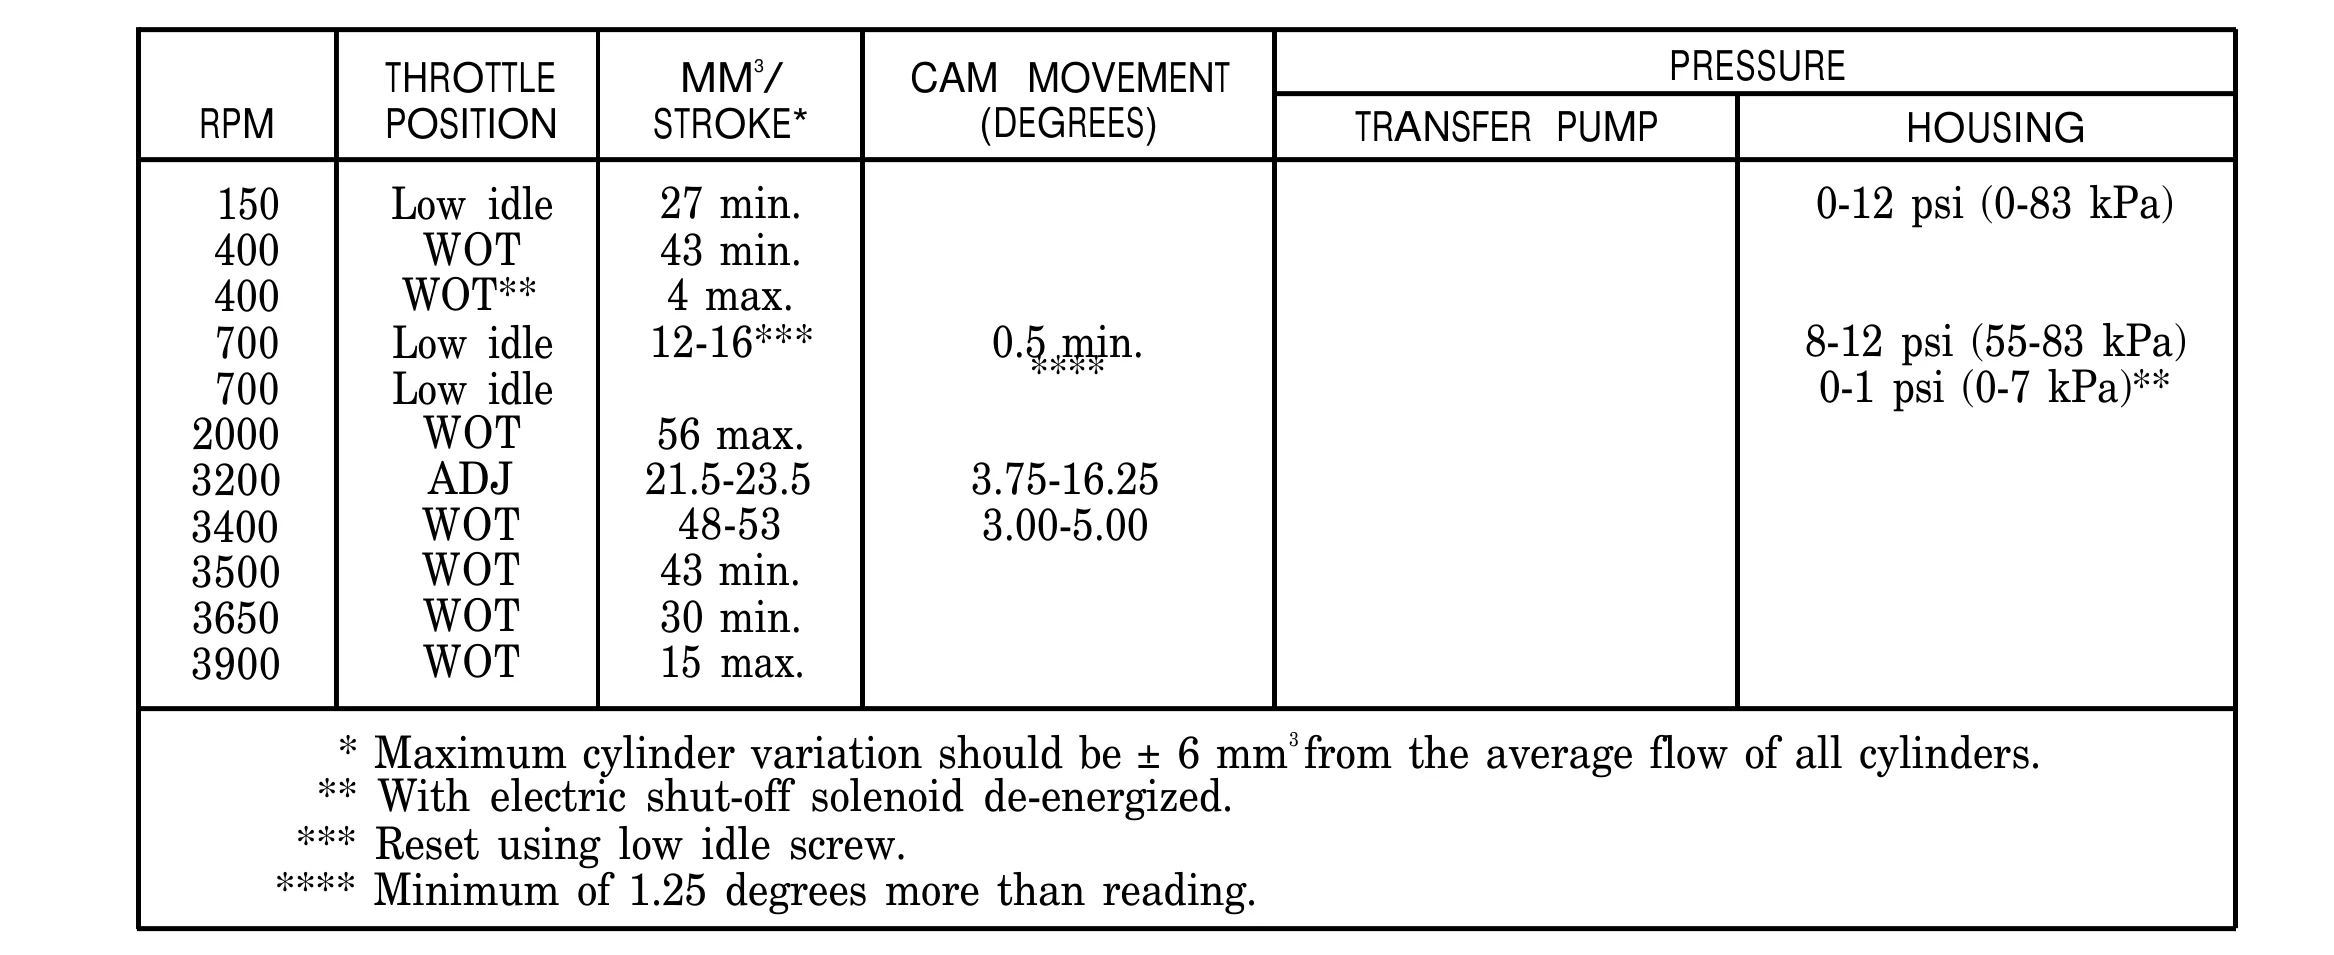 RPM THROTTLE POSITION MM³/ STROKE* CAM MOVEMENT (DEGREES) PRESSURE
TRANSFER PUMP HOUSING
150 Low idle 27 min. 0-12 psi (0-83 kPa)
400 WOT 43 min.
400 WOT** 4 max.
700 Low idle 12-16*** 0.5 min. 8-12 psi (55-83 kPa)
700 Low idle **** 0-1 psi (0-7 kPa)**
2000 WOT 56 max.
3200 ADJ 21.5-23.5 3.75-16.25
3400 WOT 48-53 3.00-5.00
3500 WOT 43 min.
3650 WOT 30 min.
3900 WOT 15 max.
* Maximum cylinder variation should be ± 6 mm³ from the average flow of all cylinders.
** With electric shut-off solenoid de-energized.
*** Reset using low idle screw.
**** Minimum of 1.25 degrees more than reading.